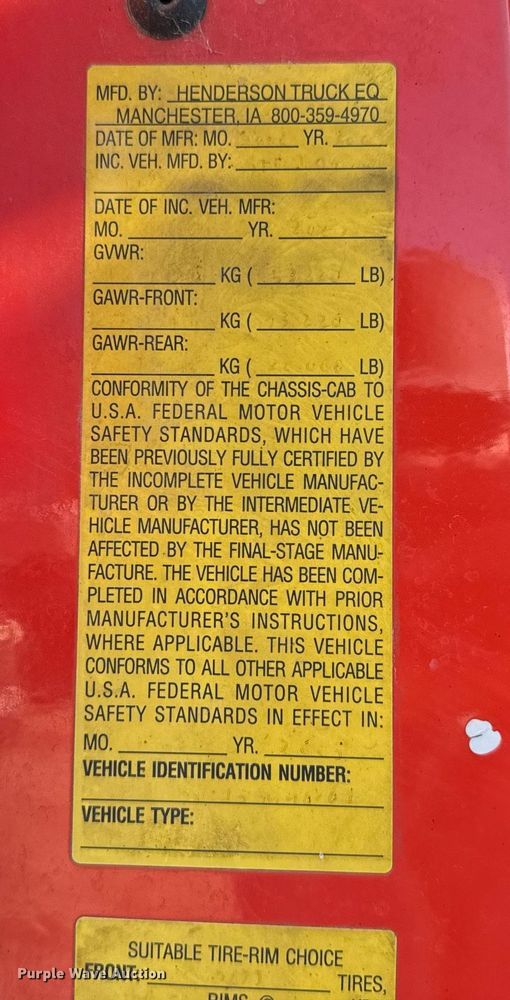 MFD. BY: HENDERSON TRUCK EQ
MANCHESTER, IA 800-359-4970
DATE OF MFR: MO. YR.
INC. VEH. MFD. BY:
DATE OF INC. VEH. MFR:
MO. YR.
GVWR:
KG ( LB)
GAWR-FRONT:
KG ( LB)
GAWR-REAR:
KG ( LB)
CONFORMITY OF THE CHASSIS-CAB TO
U.S.A. FEDERAL MOTOR VEHICLE
SAFETY STANDARDS, WHICH HAVE
BEEN PREVIOUSLY FULLY CERTIFIED BY
THE INCOMPLETE VEHICLE MANUFAC-
TURER OR BY THE INTERMEDIATE VE-
HICLE MANUFACTURER, HAS NOT BEEN
AFFECTED BY THE FINAL-STAGE MANU-
FACTURE. THE VEHICLE HAS BEEN COM-
PLETED IN ACCORDANCE WITH PRIOR
MANUFACTURER'S INSTRUCTIONS,
WHERE APPLICABLE. THIS VEHICLE
CONFORMS TO ALL OTHER APPLICABLE
U.S.A. FEDERAL MOTOR VEHICLE
SAFETY STANDARDS IN EFFECT IN:
MO. YR.
VEHICLE IDENTIFICATION NUMBER:
VEHICLE TYPE:
SUITABLE TIRE-RIM CHOICE
FRONT: TIRES,
RIMS @
Purple Wave Auction